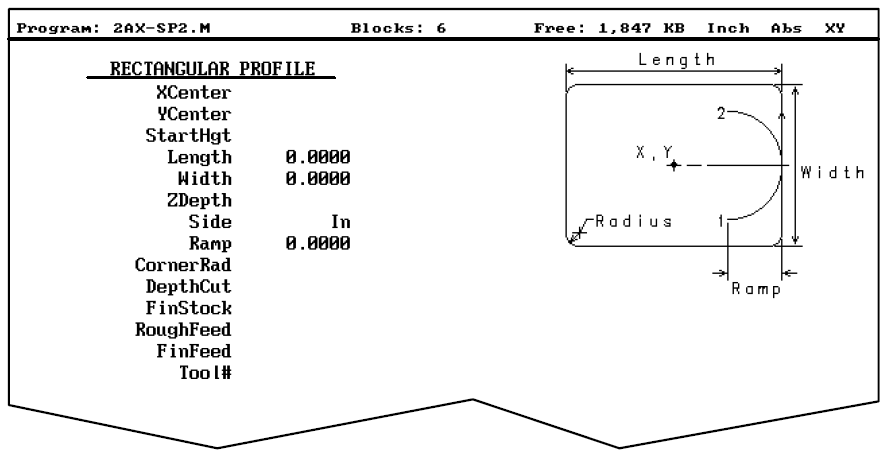 Program: 2AX-SP2.M Blocks: 6 Free: 1,847 KB Inch Abs XY
RECTANGULAR PROFILE
XCenter
YCenter
StartHgt
Length 0.0000
Width 0.0000
ZDepth
Side In
Ramp 0.0000
CornerRad
DepthCut
FinStock
RoughFeed
FinFeed
Tool#
Length
2
X,Y
Width
Radius
1
Ramp